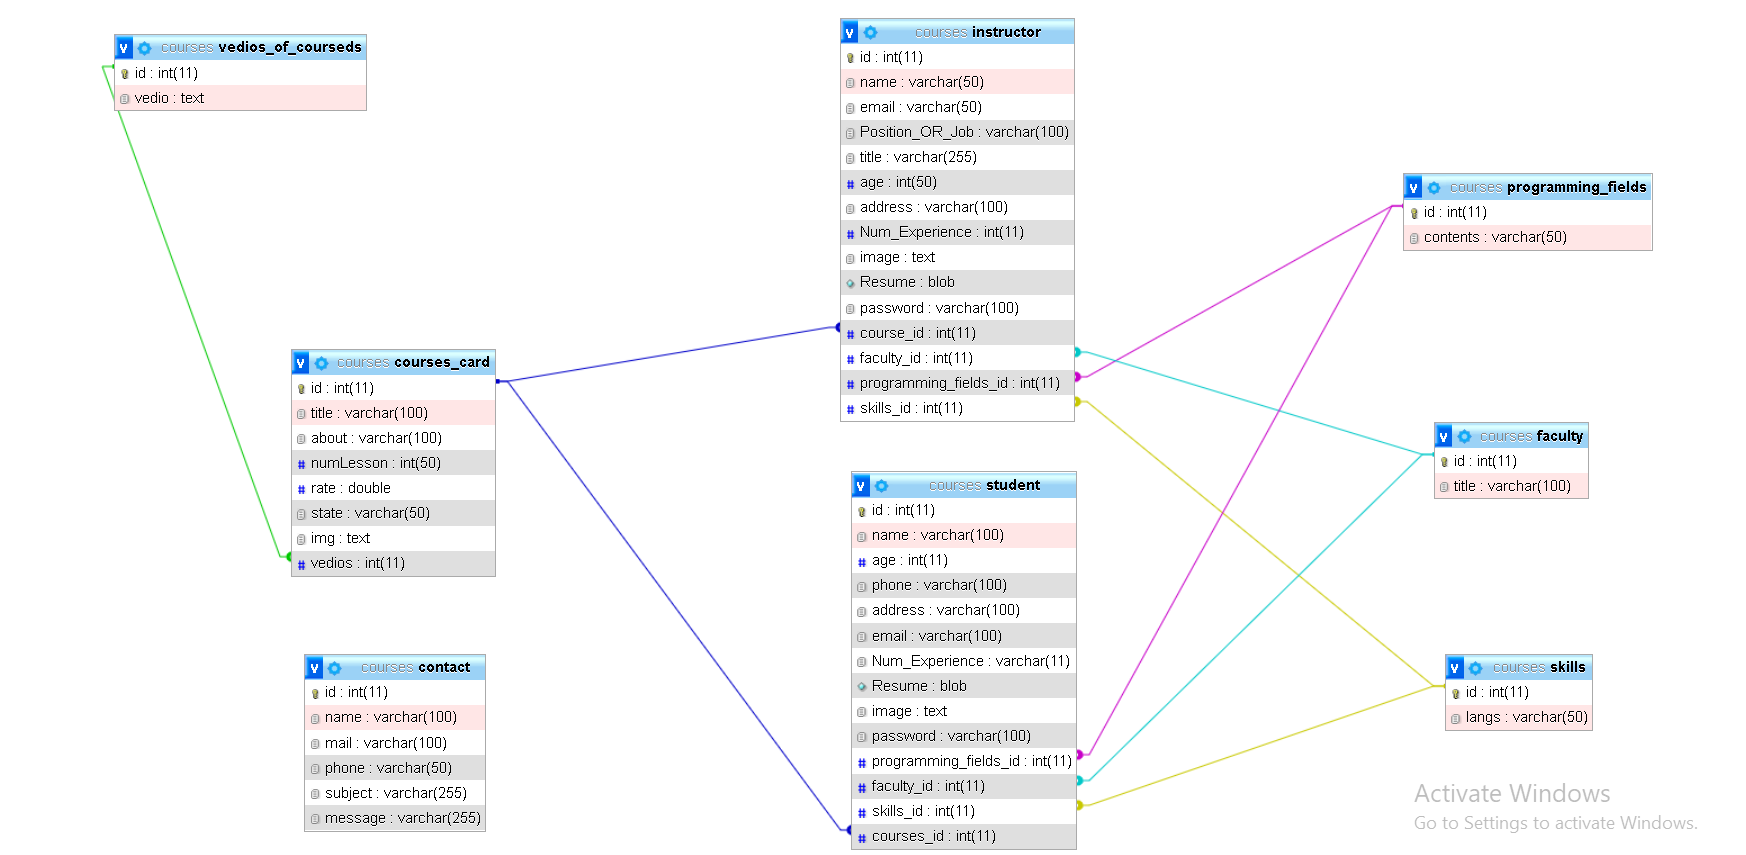 courses vedios_of_courseds
id : int(11)
vedio : text
courses courses_card
id : int(11)
title : varchar(100)
about : varchar(100)
numLesson : int(50)
rate : double
state : varchar(50)
img : text
vedios : int(11)
courses contact
id : int(11)
name : varchar(100)
mail : varchar(100)
phone : varchar(50)
subject : varchar(255)
message : varchar(255)
courses instructor
id : int(11)
name : varchar(50)
email : varchar(50)
Position_OR_Job : varchar(100)
title : varchar(255)
age : int(50)
address : varchar(100)
Num_Experience : int(11)
image : text
Resume : blob
password : varchar(100)
course_id : int(11)
faculty_id : int(11)
programming_fields_id : int(11)
skills_id : int(11)
courses student
id : int(11)
name : varchar(100)
age : int(11)
phone : varchar(100)
address : varchar(100)
email : varchar(100)
Num_Experience : varchar(11)
Resume : blob
image : text
password : varchar(100)
programming_fields_id : int(11)
faculty_id : int(11)
skills_id : int(11)
courses_id : int(11)
courses programming_fields
id : int(11)
contents : varchar(50)
courses faculty
id : int(11)
title : varchar(100)
courses skills
id : int(11)
langs : varchar(50)
Activate Windows
Go to Settings to activate Windows.